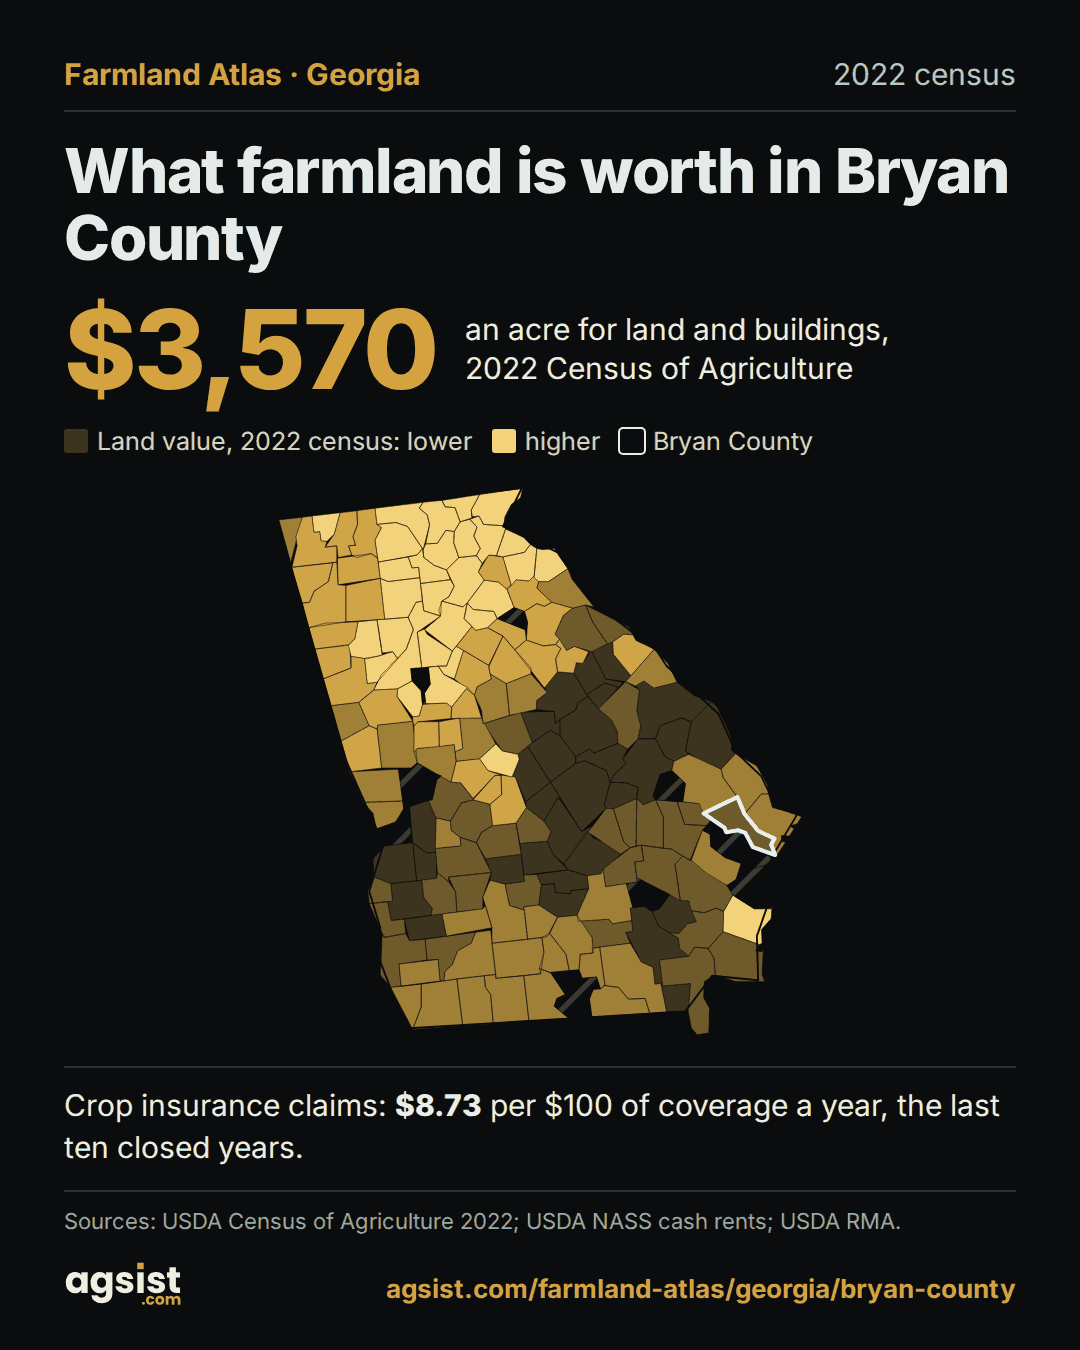 Farmland Atlas · Georgia
2022 census
What farmland is worth in Bryan
County
$3,570
an acre for land and buildings,
2022 Census of Agriculture
Land value, 2022 census: lower
higher
Bryan County
Crop insurance claims: $8.73 per $100 of coverage a year, the last
ten closed years.
Sources: USDA Census of Agriculture 2022; USDA NASS cash rents; USDA RMA.
agsist
.com
agsist.com/farmland-atlas/georgia/bryan-county